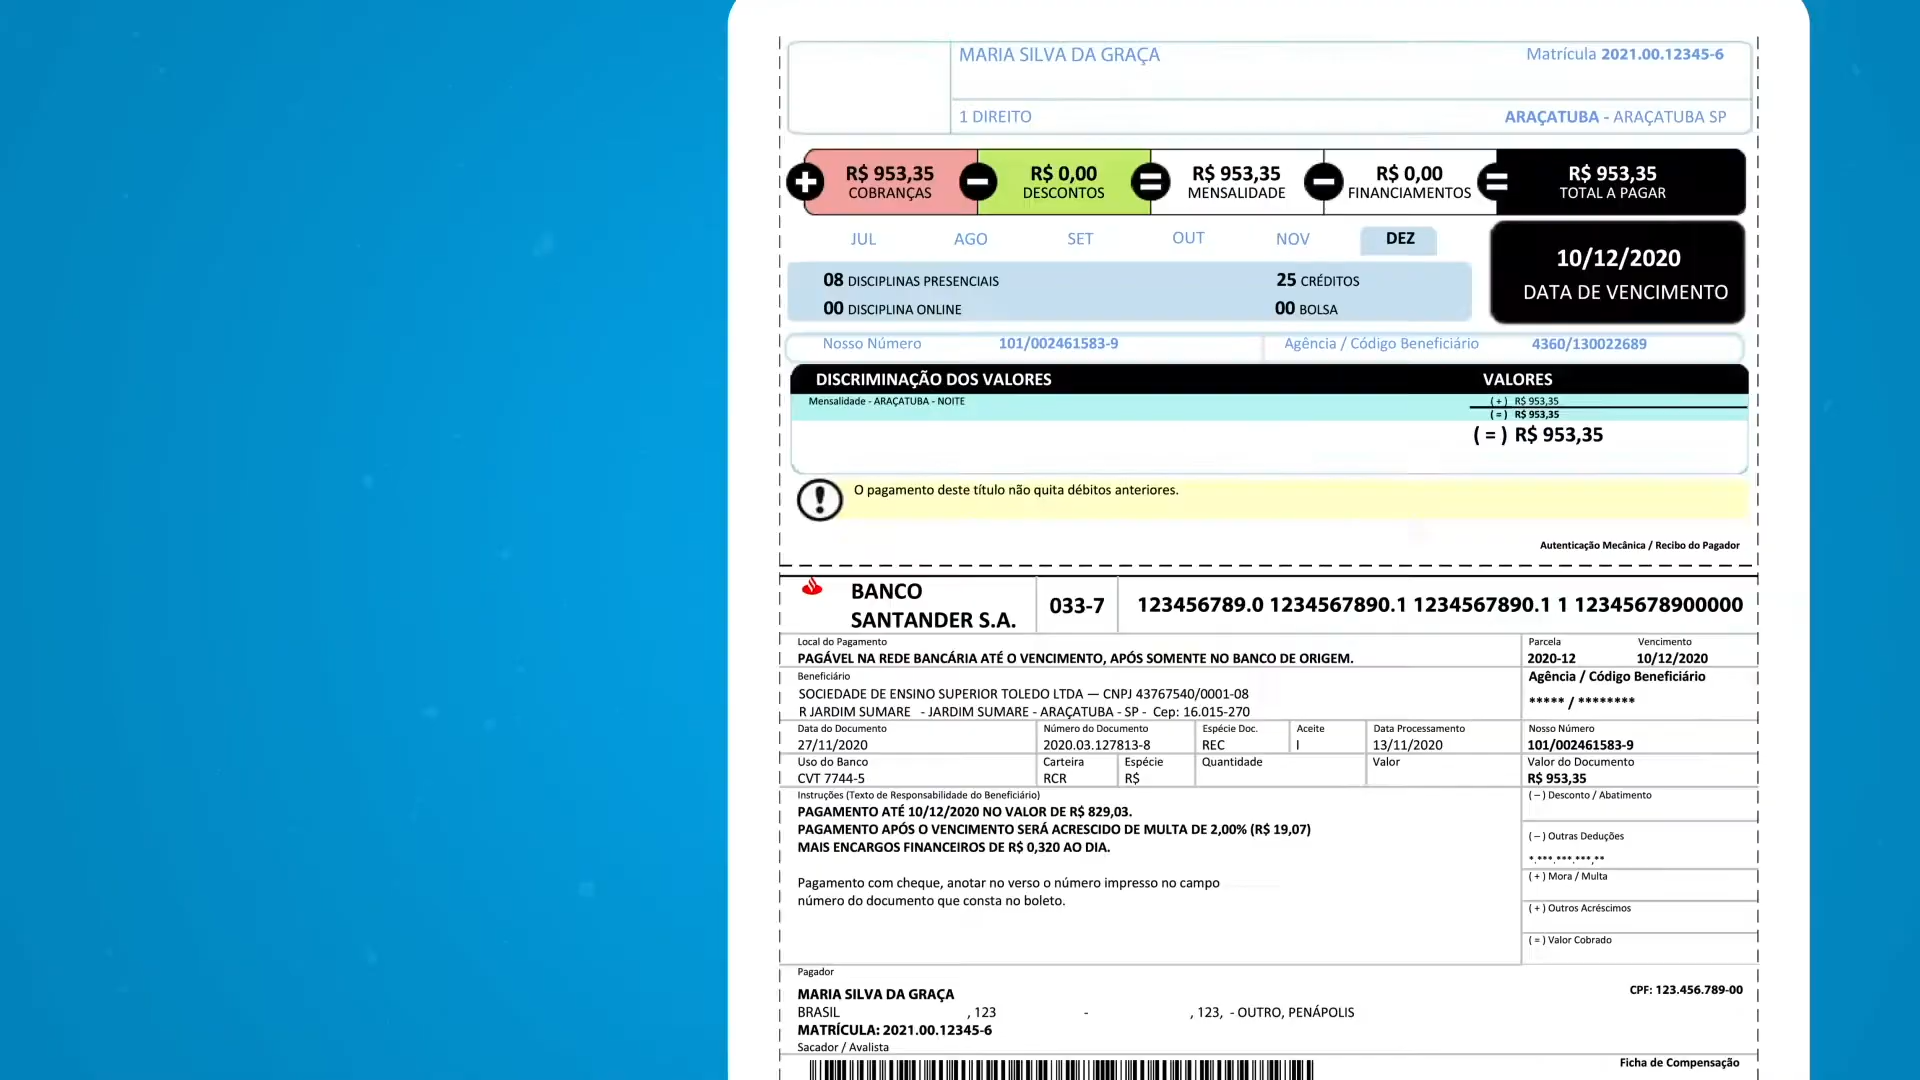 MARIA SILVA DA GRAÇA Matrícula 2021.00.12345-6
1 DIREITO ARAÇATUBA - ARAÇATUBA SP
+ R$ 953,35 − R$ 0,00 = R$ 953,35 − R$ 0,00 = R$ 953,35
COBRANÇAS DESCONTOS MENSALIDADE FINANCIAMENTOS TOTAL A PAGAR
JUL AGO SET OUT NOV DEZ
10/12/2020
DATA DE VENCIMENTO
08 DISCIPLINAS PRESENCIAIS 25 CRÉDITOS
00 DISCIPLINA ONLINE 00 BOLSA
Nosso Número 101/002461583-9 Agência / Código Beneficiário 4360/130022689
DISCRIMINAÇÃO DOS VALORES VALORES
Mensalidade - ARAÇATUBA - NOITE ( + ) R$ 953,35
( = ) R$ 953,35
( = ) R$ 953,35
! O pagamento deste título não quita débitos anteriores.
Autenticação Mecânica / Recibo do Pagador
BANCO
SANTANDER S.A. 033-7 123456789.0 1234567890.1 1234567890.1 1 12345678900000
Local do Pagamento Parcela Vencimento
PAGÁVEL NA REDE BANCÁRIA ATÉ O VENCIMENTO, APÓS SOMENTE NO BANCO DE ORIGEM. 2020-12 10/12/2020
Beneficiário Agência / Código Beneficiário
SOCIEDADE DE ENSINO SUPERIOR TOLEDO LTDA — CNPJ 43767540/0001-08 ***** / ********
R JARDIM SUMARE - JARDIM SUMARE - ARAÇATUBA - SP - Cep: 16.015-270
Data do Documento Número do Documento Espécie Doc. Aceite Data Processamento Nosso Número
27/11/2020 2020.03.127813-8 REC I 13/11/2020 101/002461583-9
Uso do Banco Carteira Espécie Quantidade Valor Valor do Documento
CVT 7744-5 RCR R$ R$ 953,35
Instruções (Texto de Responsabilidade do Beneficiário) ( – ) Desconto / Abatimento
PAGAMENTO ATÉ 10/12/2020 NO VALOR DE R$ 829,03.
PAGAMENTO APÓS O VENCIMENTO SERÁ ACRESCIDO DE MULTA DE 2,00% (R$ 19,07) ( – ) Outras Deduções
MAIS ENCARGOS FINANCEIROS DE R$ 0,320 AO DIA. *.***.***.***,**
( + ) Mora / Multa
Pagamento com cheque, anotar no verso o número impresso no campo
número do documento que consta no boleto.
( + ) Outros Acréscimos
( = ) Valor Cobrado
Pagador
MARIA SILVA DA GRAÇA CPF: 123.456.789-00
BRASIL , 123 - , 123, - OUTRO, PENÁPOLIS
MATRÍCULA: 2021.00.12345-6
Sacador / Avalista
Ficha de Compensação